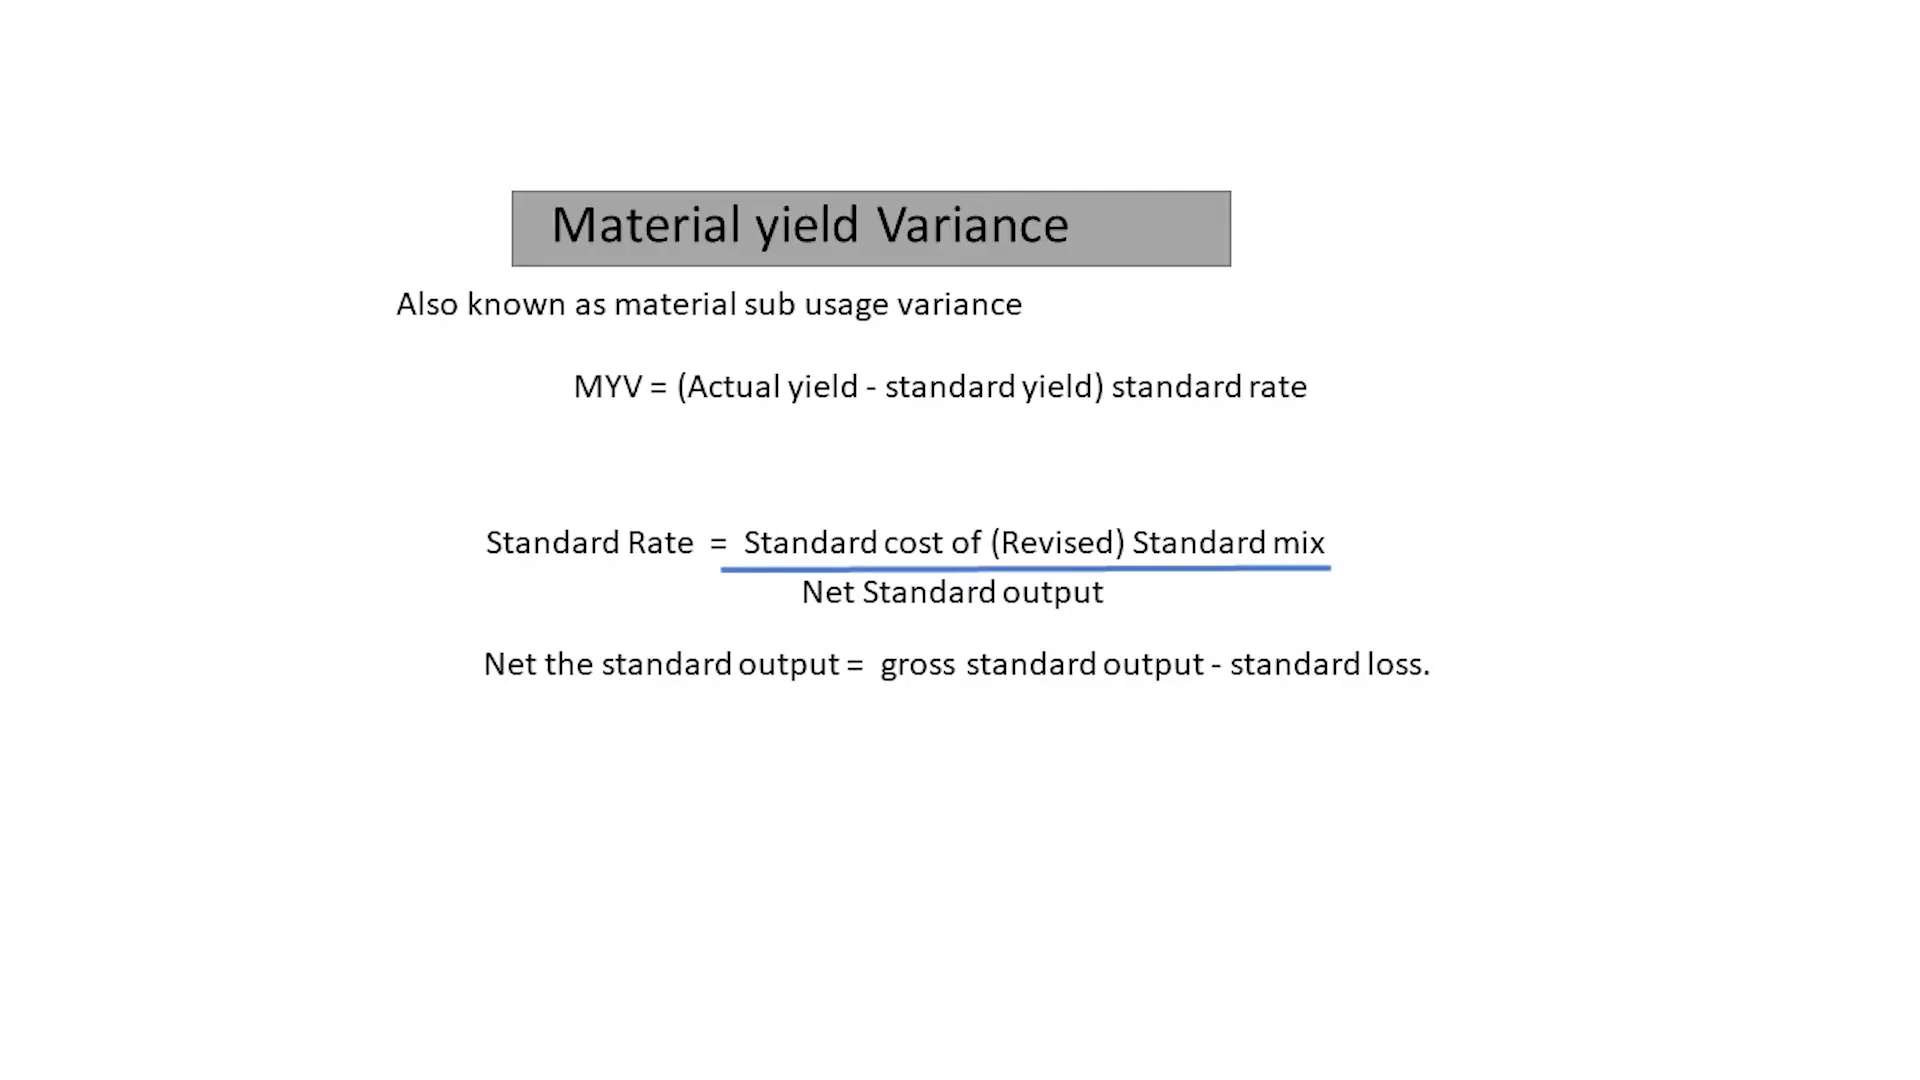 Material yield Variance
Also known as material sub usage variance
MYV = (Actual yield - standard yield) standard rate
Standard Rate = Standard cost of (Revised) Standard mix
Net Standard output
Net the standard output = gross standard output - standard loss.